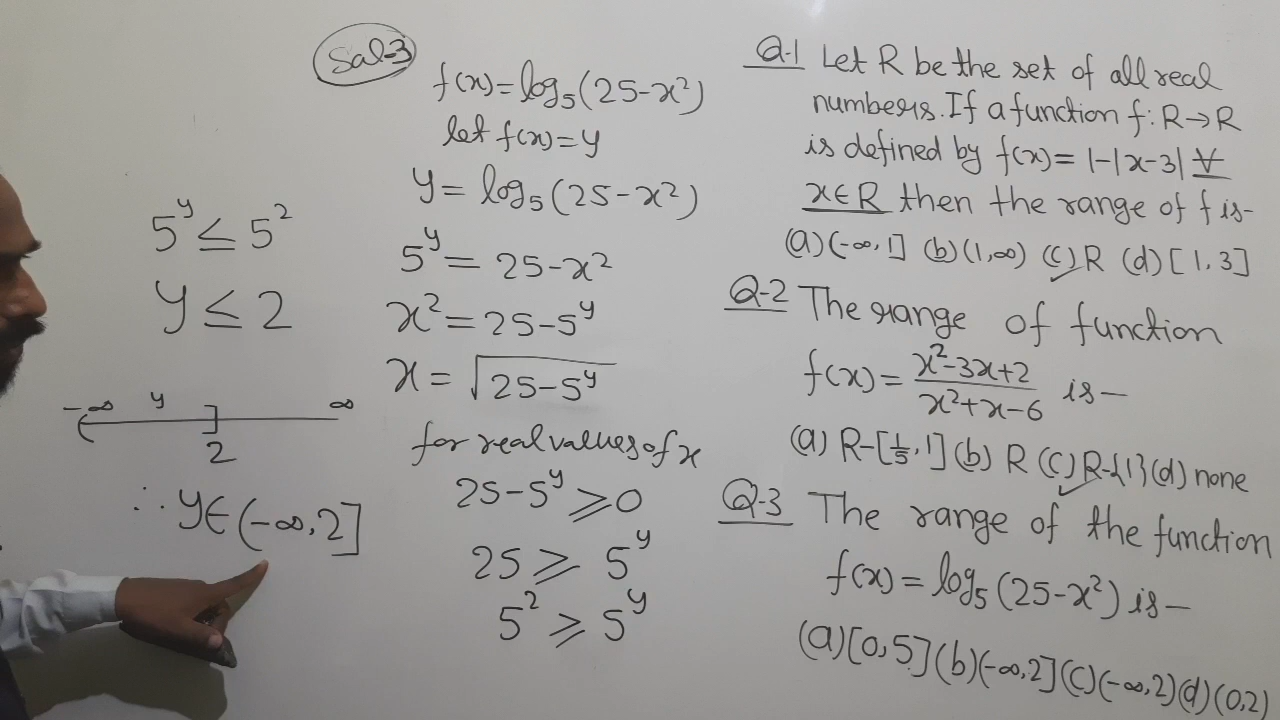 Sol-3
f(x)=log₅(25-x²)
let f(x)=y
y=log₅(25-x²)
5^y=25-x²
x²=25-5^y
x=√(25-5^y)
for real values of x
25-5^y⩾0
25⩾5^y
5²⩾5^y
5^y≤5²
y≤2
-∞ y ∞
2
∴y∈(-∞,2]
Q-1 Let R be the set of all real
numbers. If a function f:R→R
is defined by f(x)=1-|x-3| ∀
x∈R then the range of f is-
(a)(-∞,1] (b)(1,∞) (c)R (d)[1,3]
Q-2 The range of function
f(x)=(x²-3x+2)/(x²+x-6) is-
(a) R-[1/5,1] (b) R (c) R-{1} (d) none
Q-3 The range of the function
f(x)=log₅(25-x²) is-
(a)[0,5] (b)(-∞,2] (c)(-∞,2) (d)(0,2)